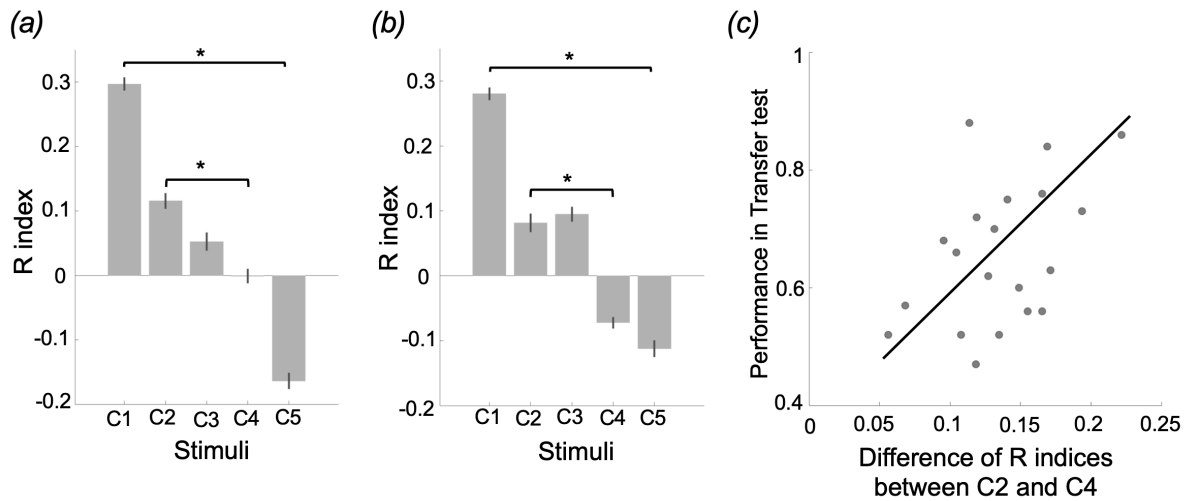 (a)
*
*
0.3
0.2
0.1
0
-0.1
-0.2
R index
C1 C2 C3 C4 C5
Stimuli
(b)
*
*
0.3
0.2
0.1
0
-0.1
-0.2
R index
C1 C2 C3 C4 C5
Stimuli
(c)
1
0.8
0.6
0.4
Performance in Transfer test
0 0.05 0.1 0.15 0.2 0.25
Difference of R indices
between C2 and C4